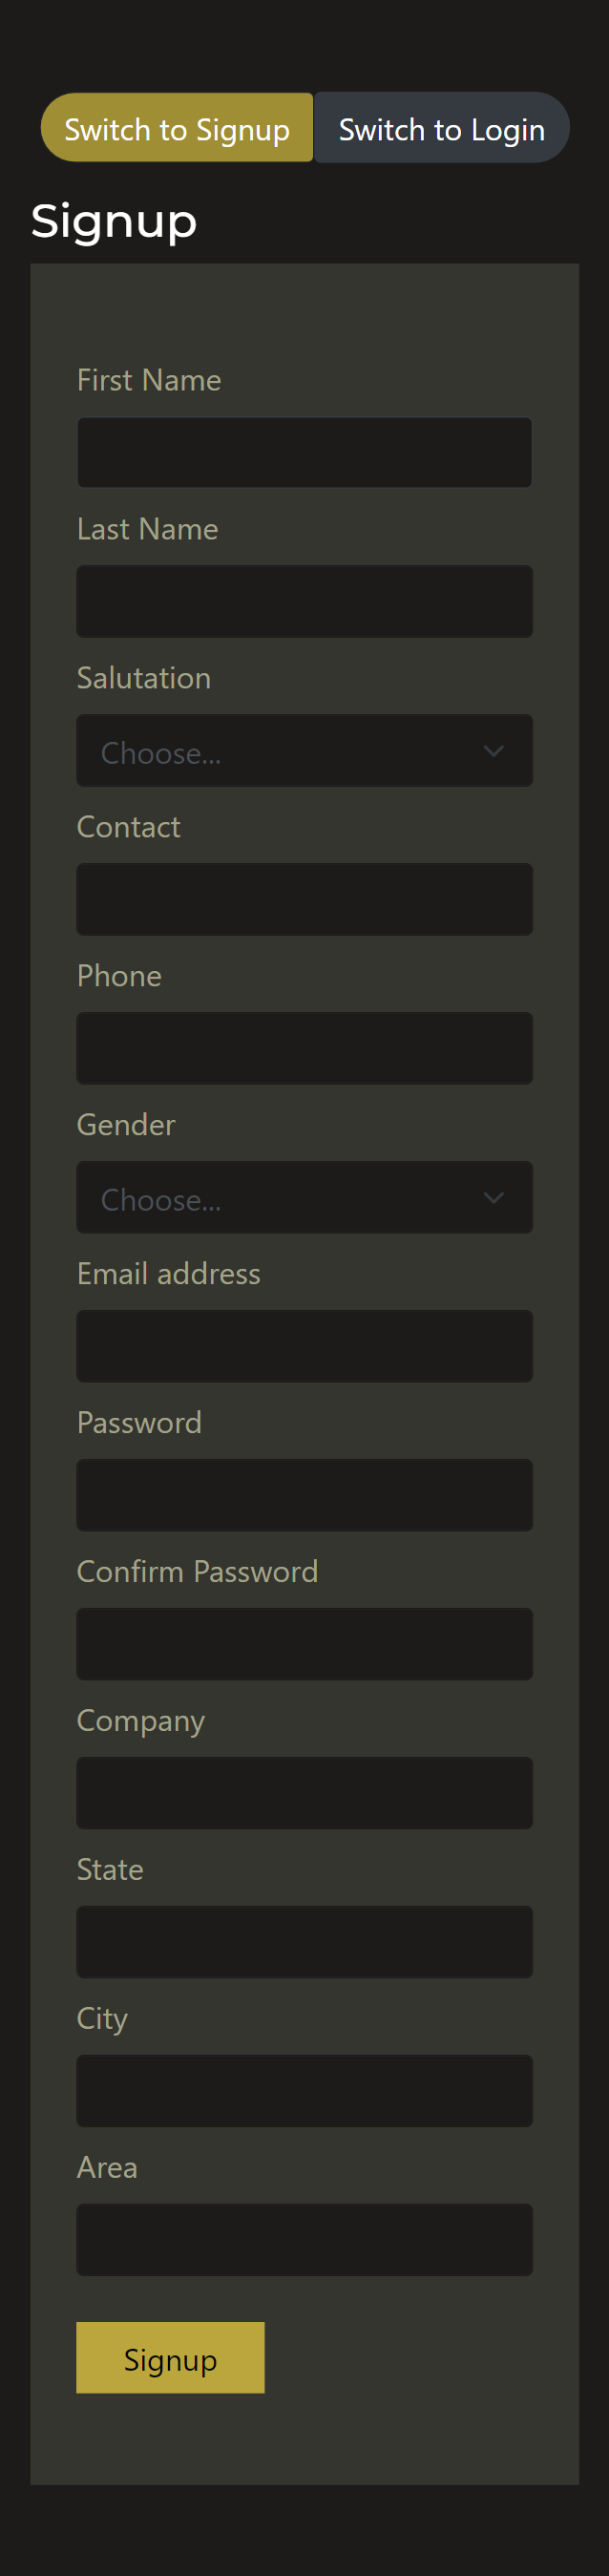 Switch to Signup
Switch to Login
Signup
First Name
Last Name
Salutation
Choose...
Contact
Phone
Gender
Choose...
Email address
Password
Confirm Password
Company
State
City
Area
Signup